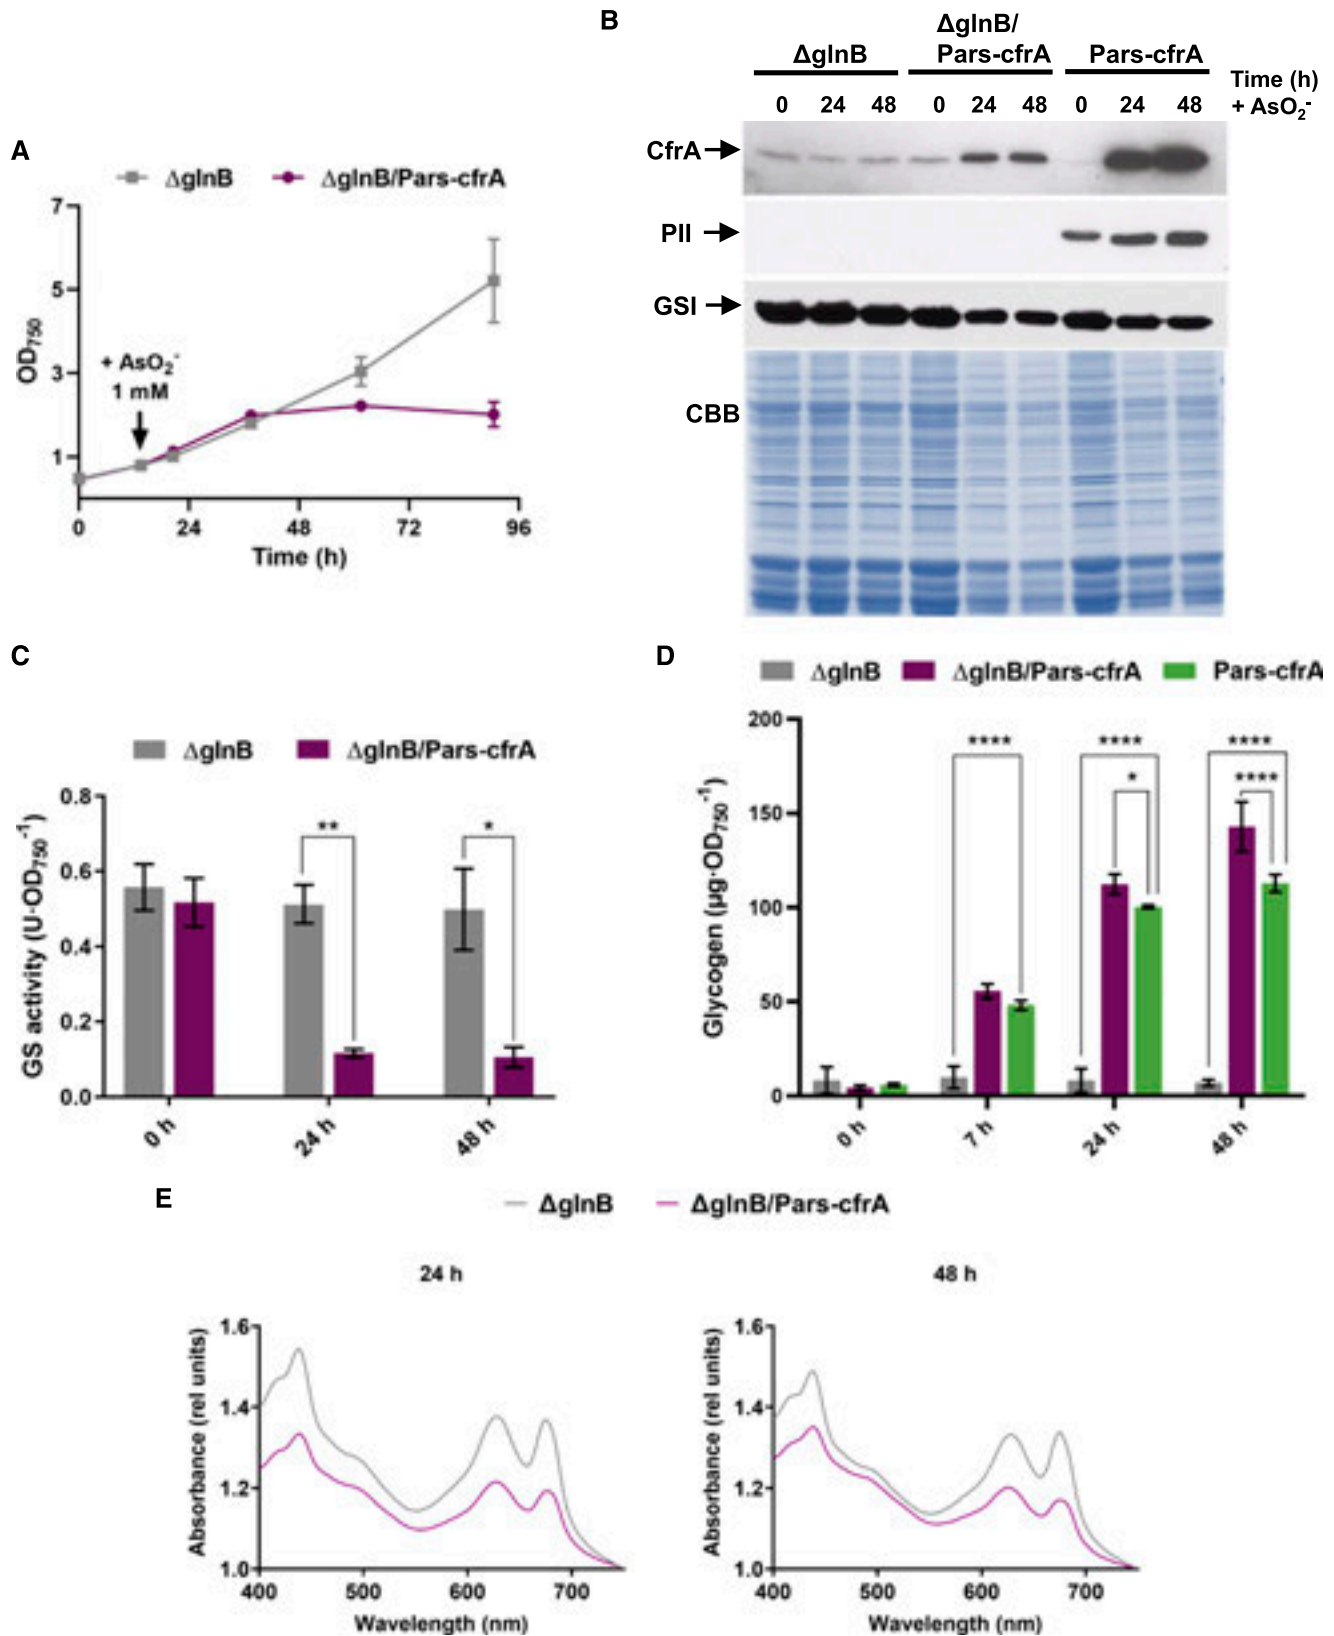 A
ΔglnB
ΔglnB/Pars-cfrA
7
5
3
1
OD750
+ AsO2-
1 mM
0
24
48
72
96
Time (h)
B
ΔglnB
ΔglnB/
Pars-cfrA
Pars-cfrA
Time (h)
0 24 48 0 24 48 0 24 48 + AsO2-
CfrA
PII
GSI
CBB
C
ΔglnB
ΔglnB/Pars-cfrA
GS activity (U·OD750-1)
0.8
0.6
0.4
0.2
0.0
**
*
0 h
24 h
48 h
D
ΔglnB
ΔglnB/Pars-cfrA
Pars-cfrA
Glycogen (µg·OD750-1)
200
150
100
50
0
****
****
*
****
****
0 h
7 h
24 h
48 h
E
ΔglnB
ΔglnB/Pars-cfrA
24 h
Absorbance (rel units)
1.6
1.4
1.2
1.0
400
500
600
700
Wavelength (nm)
48 h
Absorbance (rel units)
1.6
1.4
1.2
1.0
400
500
600
700
Wavelength (nm)